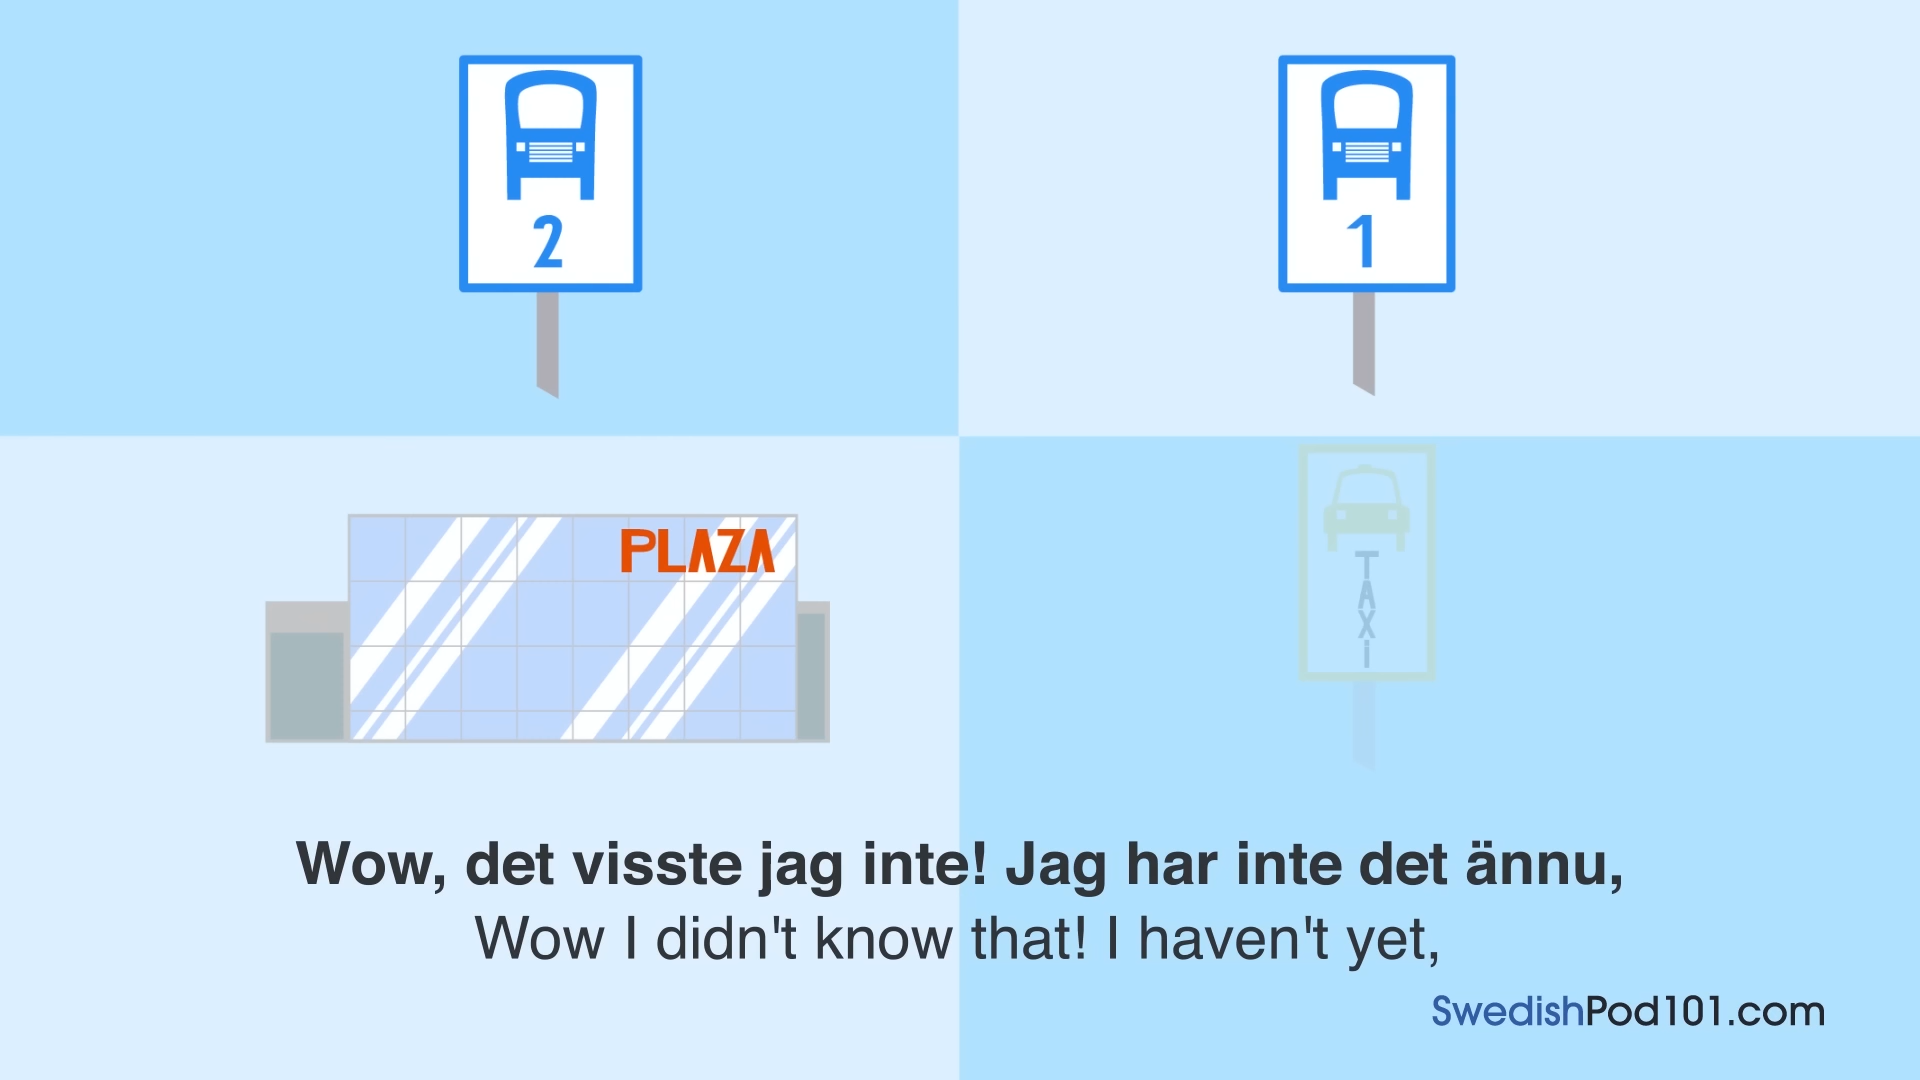 2
1
PLAZA
TAXi
Wow, det visste jag inte! Jag har inte det ännu,
Wow I didn't know that! I haven't yet,
SwedishPod101.com